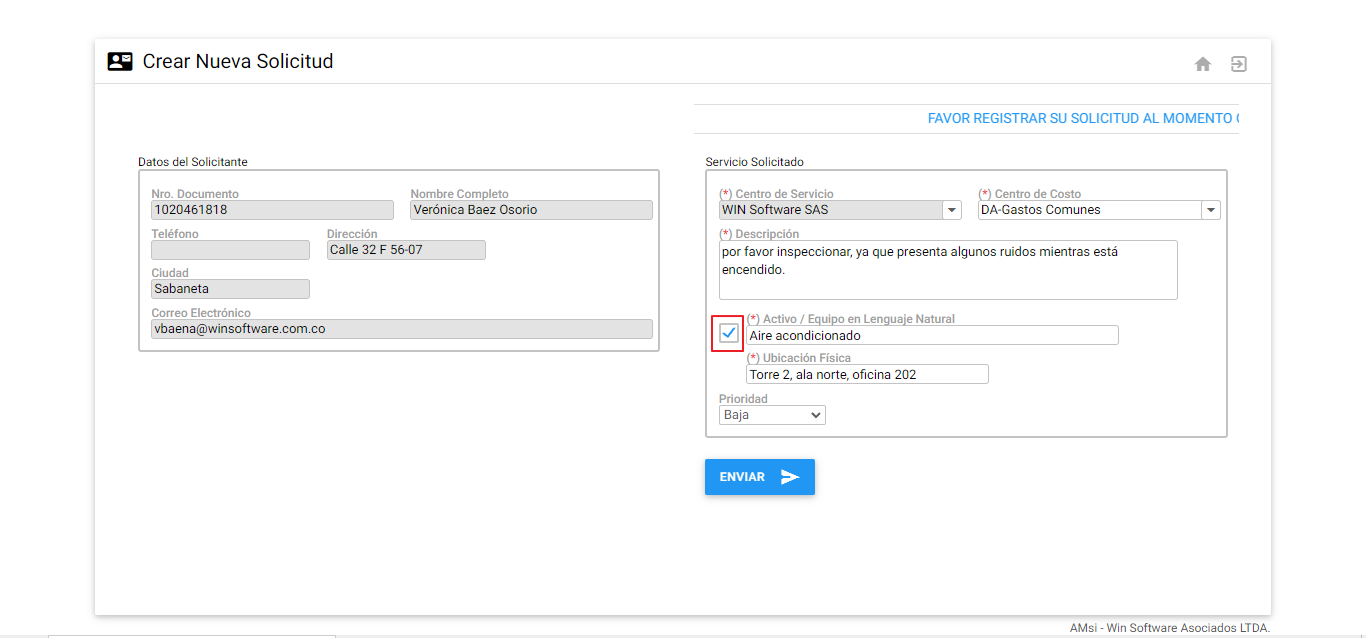 Crear Nueva Solicitud
FAVOR REGISTRAR SU SOLICITUD AL MOMENTO
Datos del Solicitante
Nro. Documento
Nombre Completo
1020461818
Verónica Baez Osorio
Teléfono
Dirección
Calle 32 F 56-07
Ciudad
Sabaneta
Correo Electrónico
vbaena@winsoftware.com.co
Servicio Solicitado
(*) Centro de Servicio
(*) Centro de Costo
WIN Software SAS
DA-Gastos Comunes
(*) Descripción
por favor inspeccionar, ya que presenta algunos ruidos mientras está
encendido.
(*) Activo / Equipo en Lenguaje Natural
Aire acondicionado
(*) Ubicación Física
Torre 2, ala norte, oficina 202
Prioridad
Baja
ENVIAR
AMsi - Win Software Asociados LTDA.